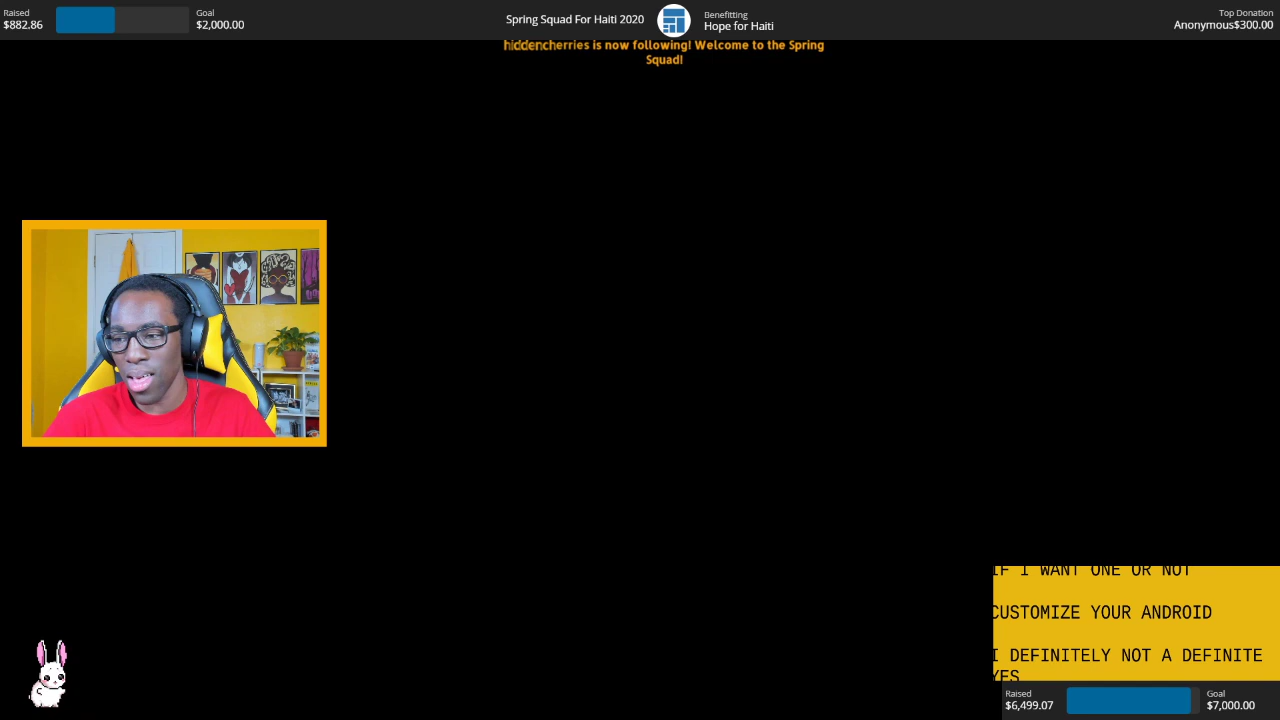 Raised
$882.86
Goal
$2,000.00
Spring Squad For Haiti 2020
Benefitting
Hope for Haiti
Top Donation
Anonymous$300.00
hiddencherries is now following! Welcome to the Spring
Squad!
IF I WANT ONE OR NOT
CUSTOMIZE YOUR ANDROID
I DEFINITELY NOT A DEFINITE
YES
Raised
$6,499.07
Goal
$7,000.00